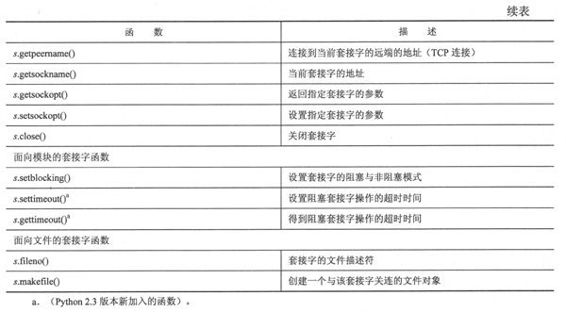 续表
函 数 描 述
s.getpeername() 连接到当前套接字的远端的地址（TCP 连接）
s.getsockname() 当前套接字的地址
s.getsockopt() 返回指定套接字的参数
s.setsockopt() 设置指定套接字的参数
s.close() 关闭套接字
面向模块的套接字函数
s.setblocking() 设置套接字的阻塞与非阻塞模式
s.settimeout()a 设置阻塞套接字操作的超时时间
s.gettimeout()a 得到阻塞套接字操作的超时时间
面向文件的套接字函数
s.fileno() 套接字的文件描述符
s.makefile() 创建一个与该套接字关连的文件对象
a. （Python 2.3 版本新加入的函数）。